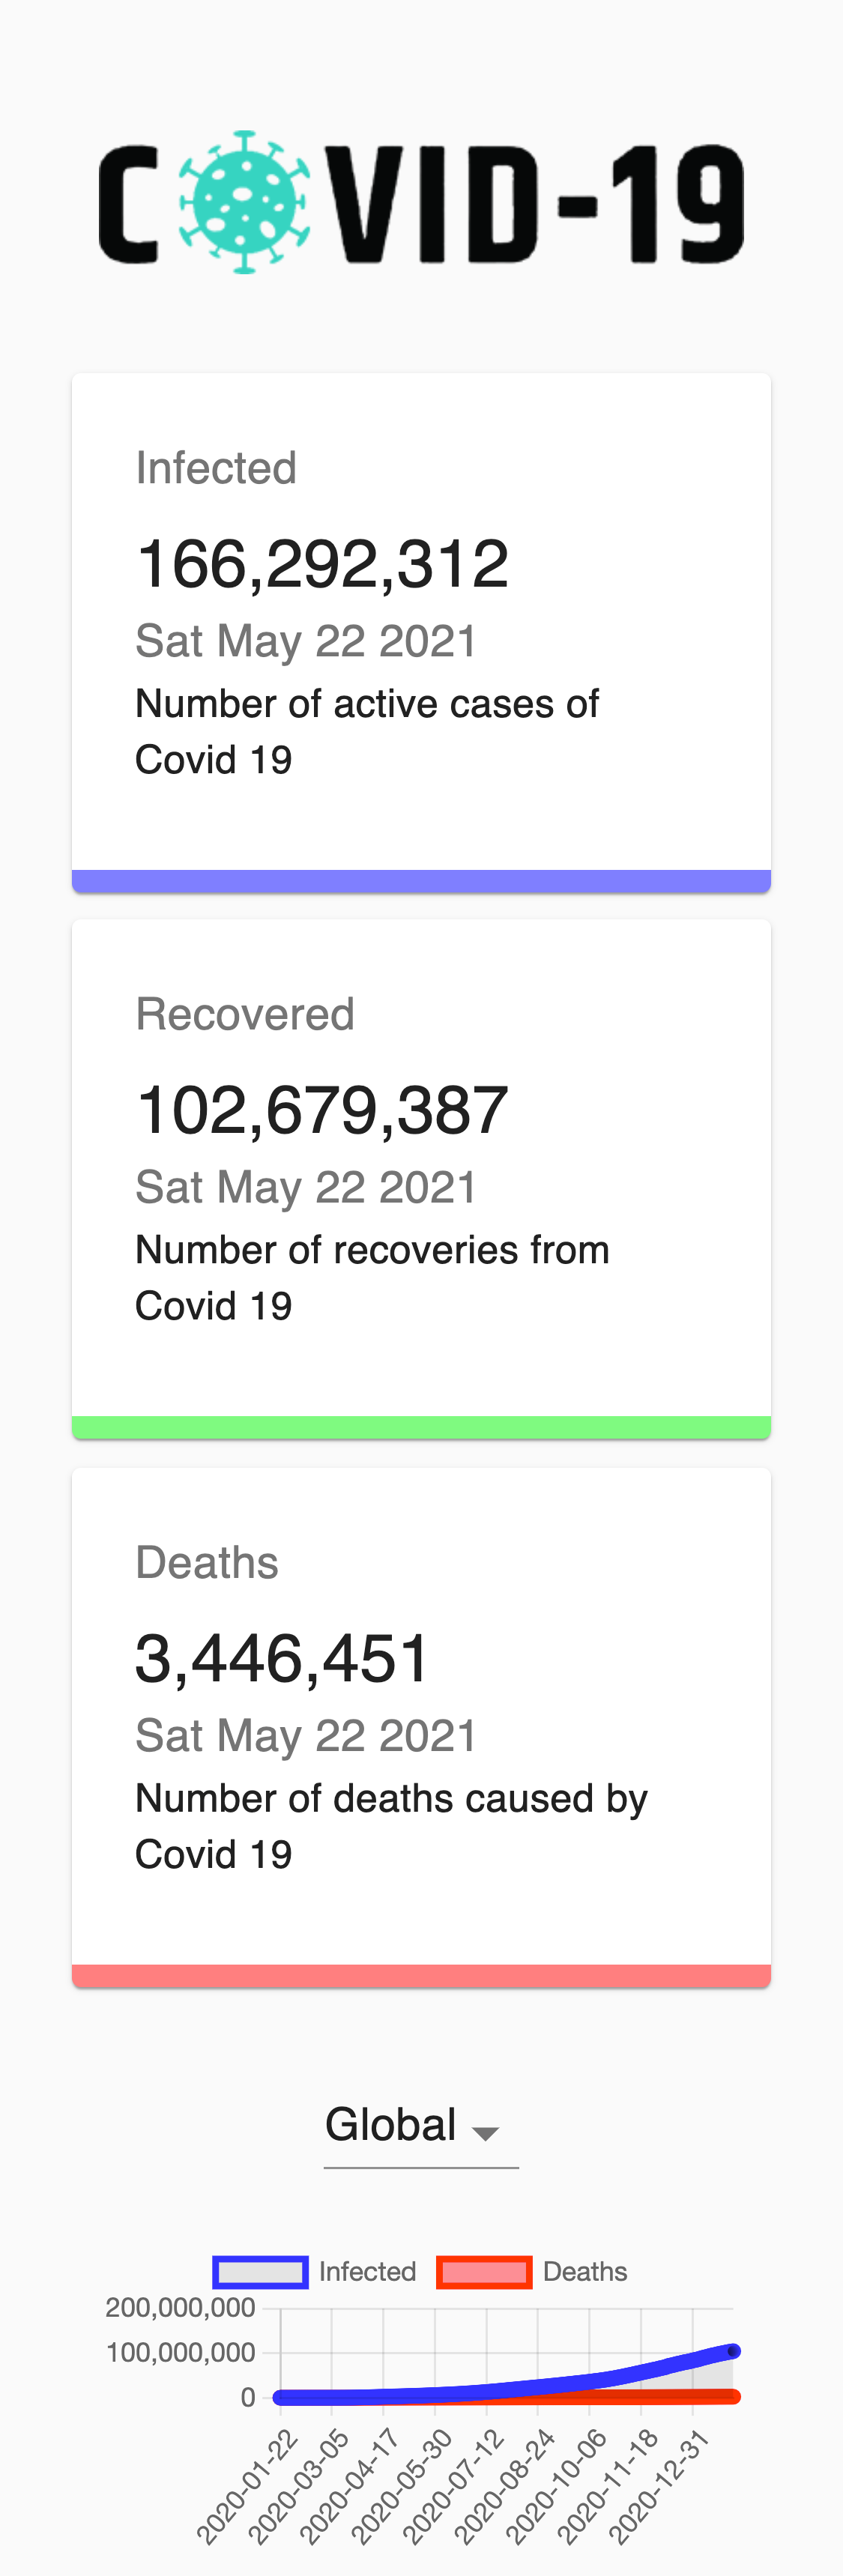 COVID-19
Infected
166,292,312
Sat May 22 2021
Number of active cases of
Covid 19
Recovered
102,679,387
Sat May 22 2021
Number of recoveries from
Covid 19
Deaths
3,446,451
Sat May 22 2021
Number of deaths caused by
Covid 19
Global
Infected Deaths
200,000,000
100,000,000
0
2020-01-22
2020-03-05
2020-04-17
2020-05-30
2020-07-12
2020-08-24
2020-10-06
2020-11-18
2020-12-31